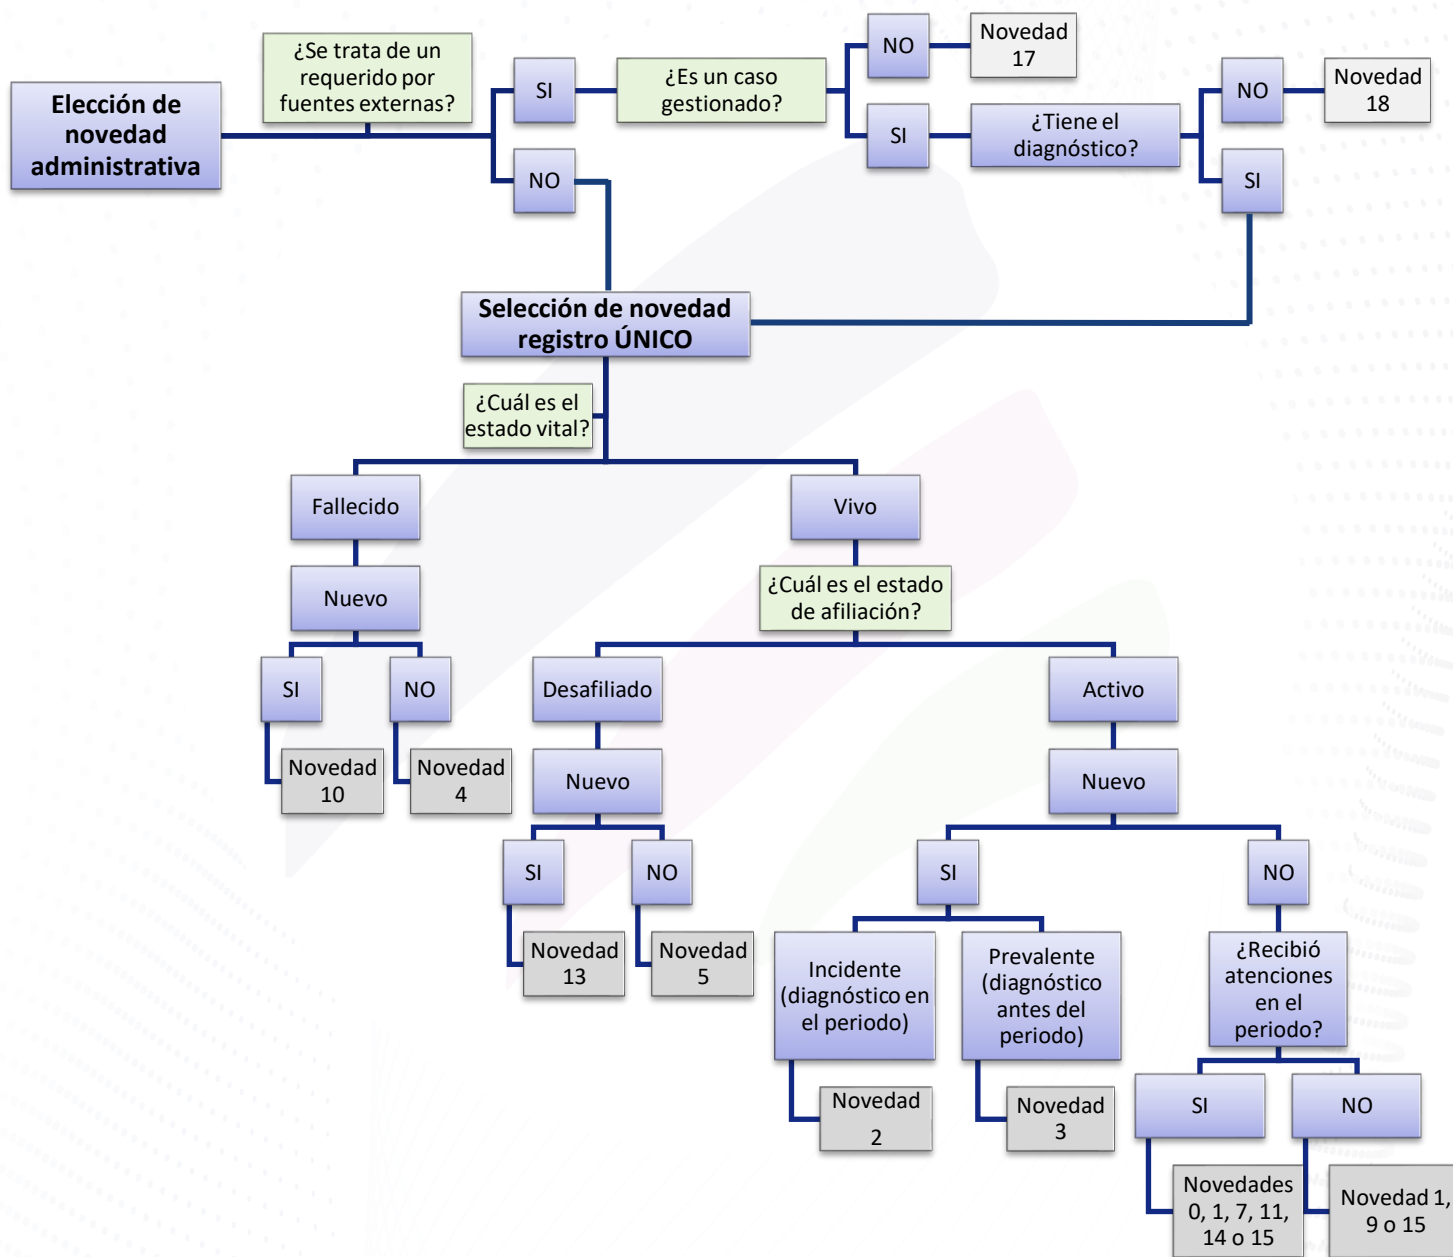 Elección de
novedad
administrativa
¿Se trata de un
requerido por
fuentes externas?
SI
NO
¿Es un caso
gestionado?
NO
Novedad
17
SI
¿Tiene el
diagnóstico?
NO
Novedad
18
SI
Selección de novedad
registro ÚNICO
¿Cuál es el
estado vital?
Fallecido
Vivo
Nuevo
¿Cuál es el estado
de afiliación?
SI
NO
Novedad
10
Novedad
4
Desafiliado
Activo
Nuevo
Nuevo
SI
NO
Novedad
13
Novedad
5
SI
NO
Incidente
(diagnóstico en
el periodo)
Prevalente
(diagnóstico
antes del
periodo)
¿Recibió
atenciones
en el
periodo?
Novedad
2
Novedad
3
SI
NO
Novedades
0, 1, 7, 11,
14 o 15
Novedad 1,
9 o 15